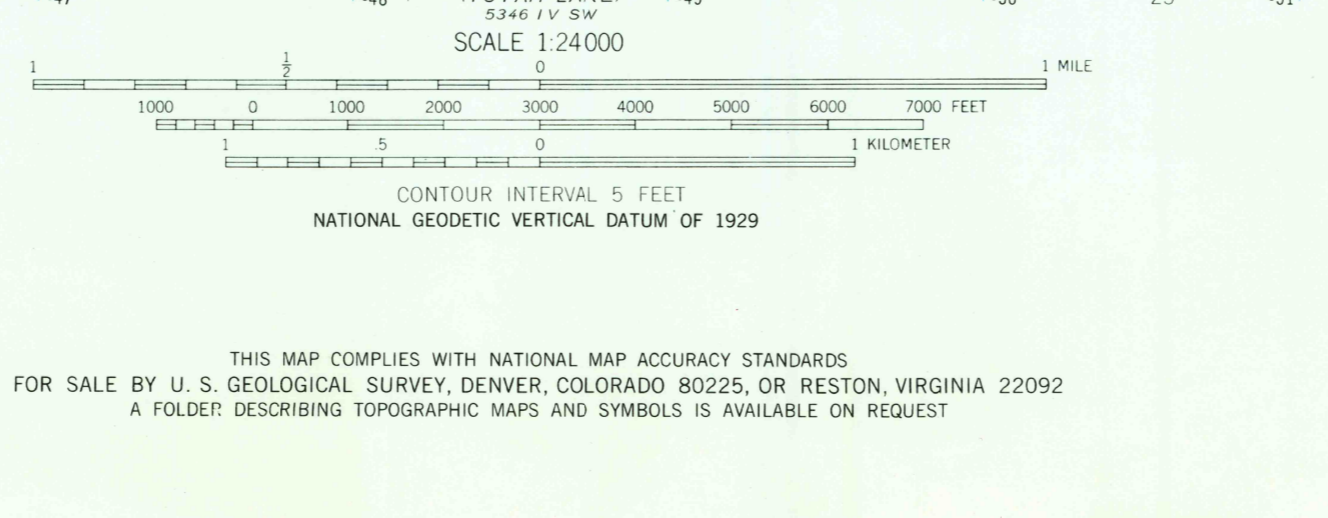 5346 IV SW
SCALE 1:24000
1 ½ 0 1 MILE
1000 0 1000 2000 3000 4000 5000 6000 7000 FEET
1 .5 0 1 KILOMETER
CONTOUR INTERVAL 5 FEET
NATIONAL GEODETIC VERTICAL DATUM OF 1929
THIS MAP COMPLIES WITH NATIONAL MAP ACCURACY STANDARDS
FOR SALE BY U. S. GEOLOGICAL SURVEY, DENVER, COLORADO 80225, OR RESTON, VIRGINIA 22092
A FOLDER DESCRIBING TOPOGRAPHIC MAPS AND SYMBOLS IS AVAILABLE ON REQUEST